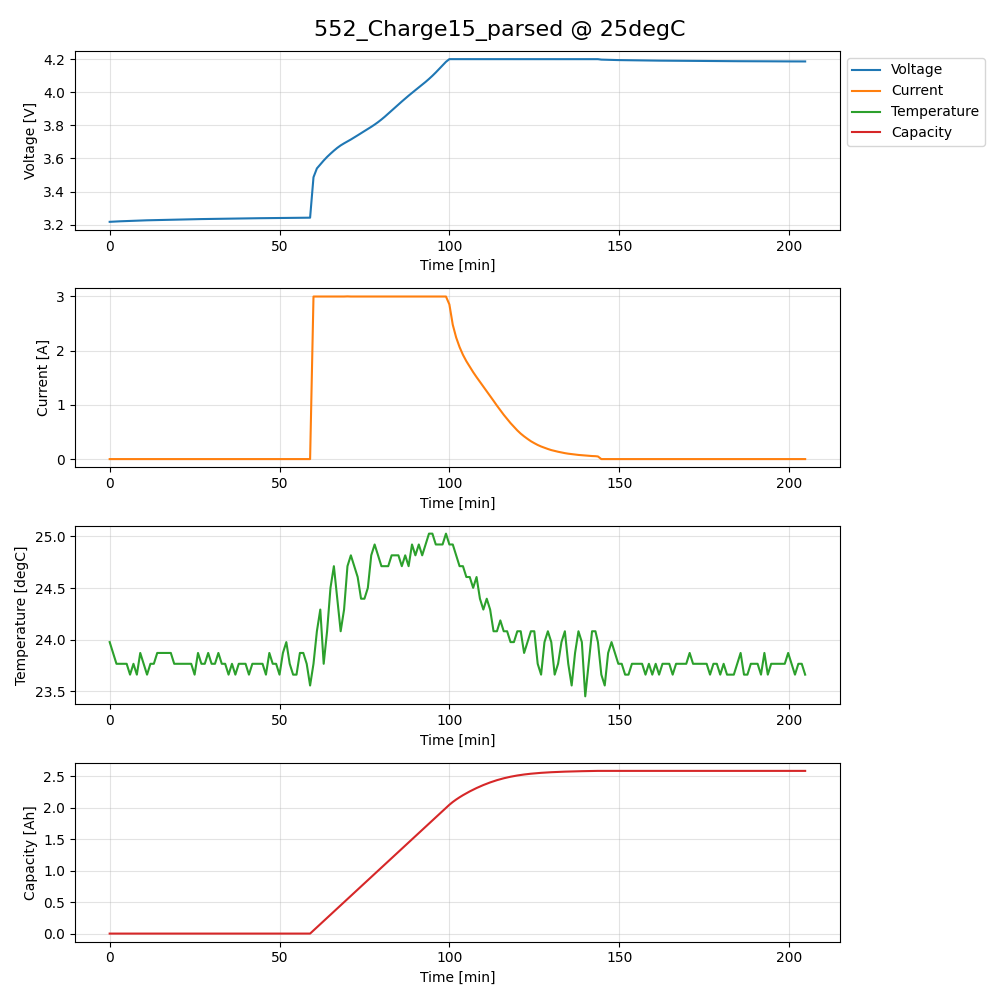 552_Charge15_parsed @ 25degC
Voltage [V]
4.2
4.0
3.8
3.6
3.4
3.2
0 50 100 150 200
Time [min]
Voltage
Current
Temperature
Capacity
Current [A]
3
2
1
0
0 50 100 150 200
Time [min]
Temperature [degC]
25.0
24.5
24.0
23.5
0 50 100 150 200
Time [min]
Capacity [Ah]
2.5
2.0
1.5
1.0
0.5
0.0
0 50 100 150 200
Time [min]